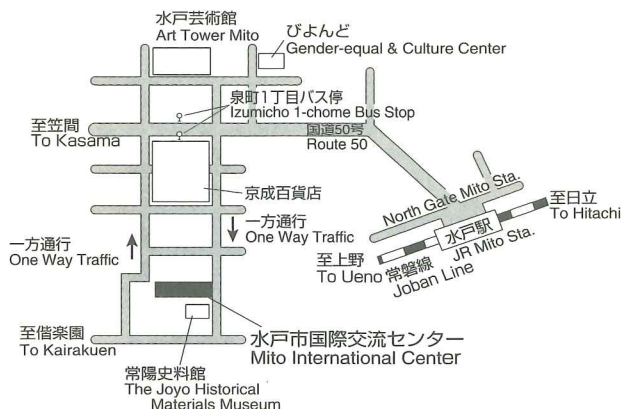 水戸芸術館
Art Tower Mito
びよんど
Gender-equal & Culture Center
泉町1丁目バス停
Izumicho 1-chome Bus Stop
至笠間
To Kasama
国道50号
Route 50
京成百貨店
North Gate Mito Sta.
至日立
To Hitachi
水戸駅
JR Mito Sta.
至上野
To Ueno
常磐線
Joban Line
一方通行
One Way Traffic
一方通行
One Way Traffic
至偕楽園
To Kairakuen
水戸市国際交流センター
Mito International Center
常陽史料館
The Joyo Historical
Materials Museum